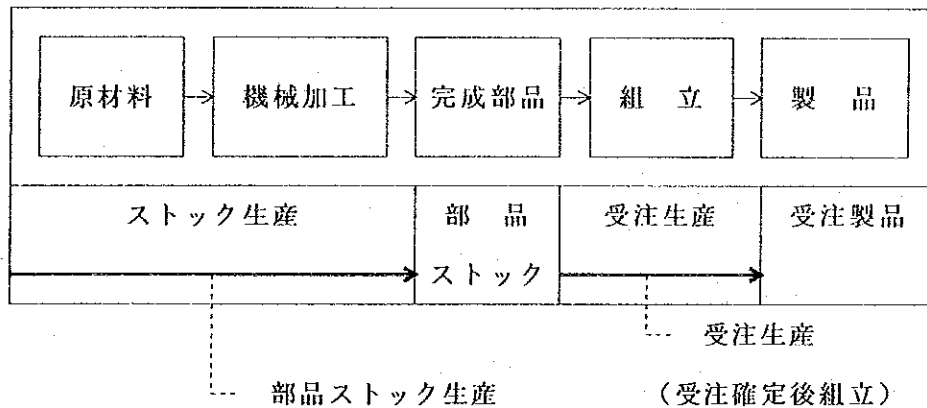 原材料 機械加工 完成部品 組 立 製 品
ストック生産 部 品 受注生産 受注製品
ストック
受注生産
部品ストック生産 (受注確定後組立)